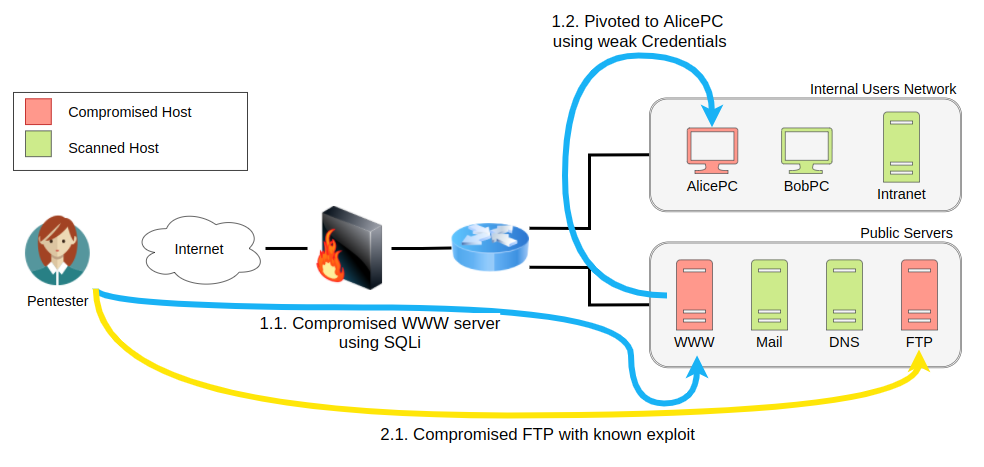 1.2. Pivoted to AlicePC
using weak Credentials
Internal Users Network
Compromised Host
Scanned Host
AlicePC
BobPC
Intranet
Public Servers
Internet
Pentester
1.1. Compromised WWW server
using SQLi
WWW
Mail
DNS
FTP
2.1. Compromised FTP with known exploit